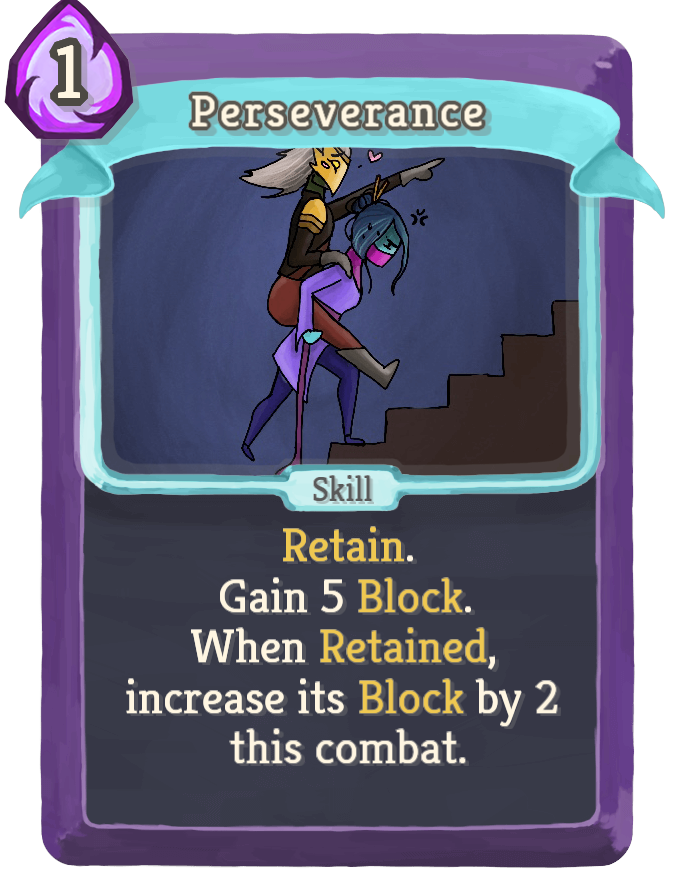 1
Perseverance
Skill
Retain.
Gain 5 Block.
When Retained,
increase its Block by 2
this combat.